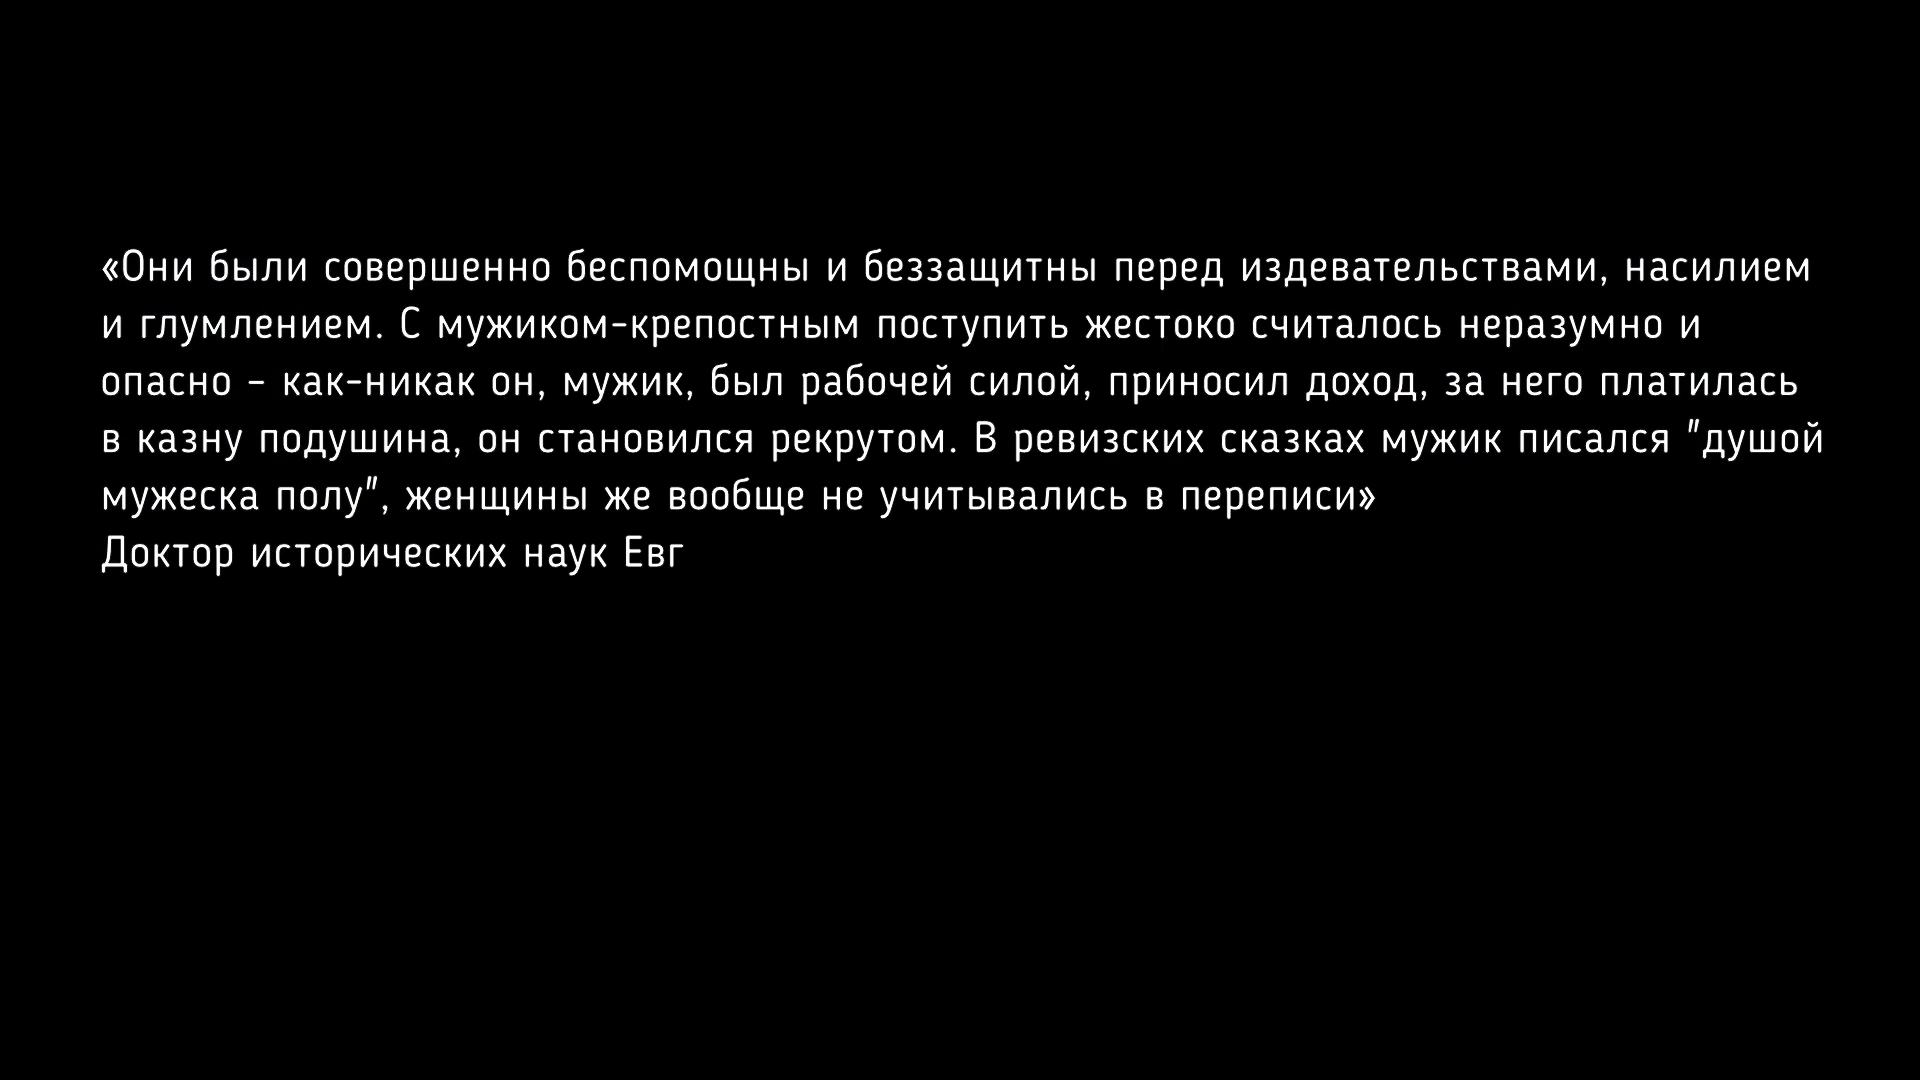 «Они были совершенно беспомощны и беззащитны перед издевательствами, насилием
и глумлением. С мужиком-крепостным поступить жестоко считалось неразумно и
опасно – как-никак он, мужик, был рабочей силой, приносил доход, за него платилась
в казну подушина, он становился рекрутом. В ревизских сказках мужик писался "душой
мужеска полу", женщины же вообще не учитывались в переписи»
Доктор исторических наук Евг